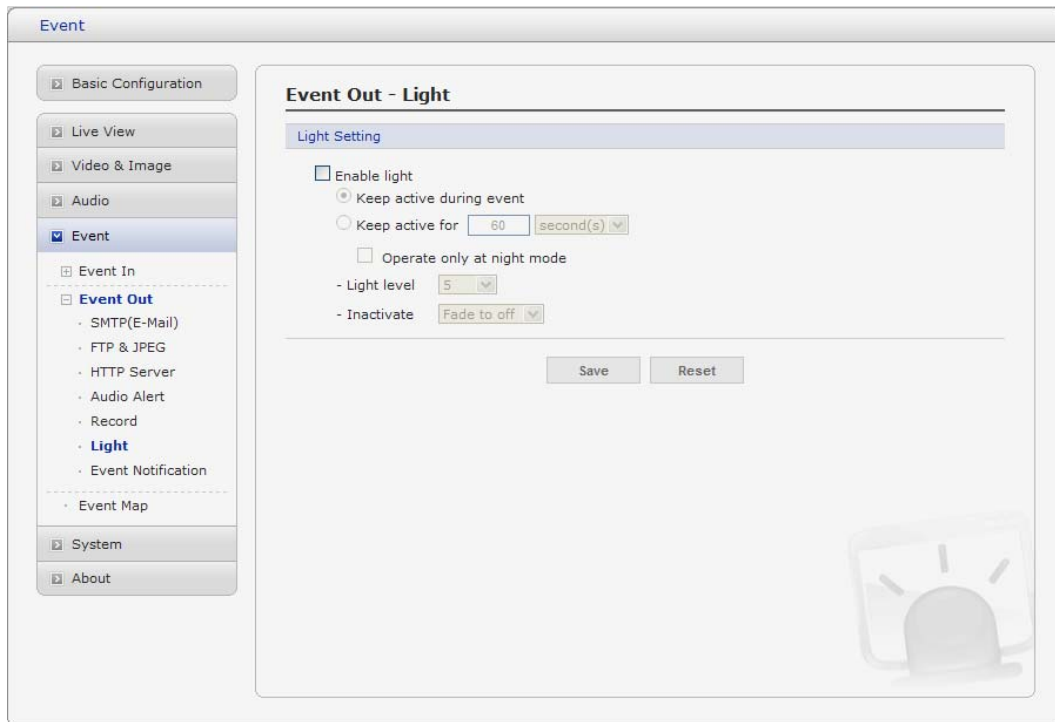 Event
Basic Configuration
Live View
Video & Image
Audio
Event
Event In
Event Out
SMTP(E-Mail)
FTP & JPEG
HTTP Server
Audio Alert
Record
Light
Event Notification
Event Map
System
About
Event Out - Light
Light Setting
Enable light
Keep active during event
Keep active for 60 second(s)
Operate only at night mode
- Light level 5
- Inactivate Fade to off
Save Reset